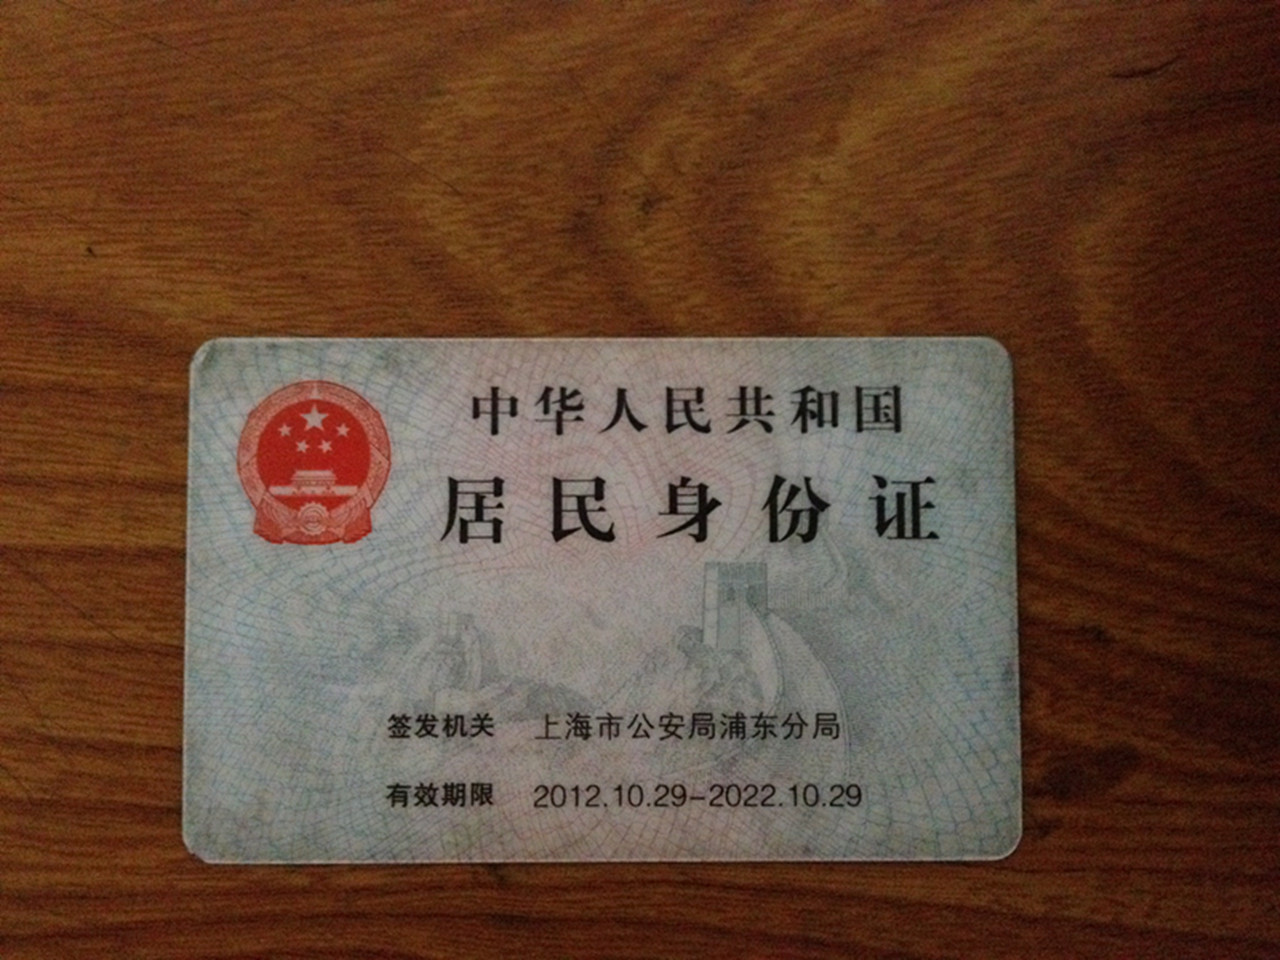 中华人民共和国
居民身份证
签发机关 上海市公安局浦东分局
有效期限 2012.10.29-2022.10.29